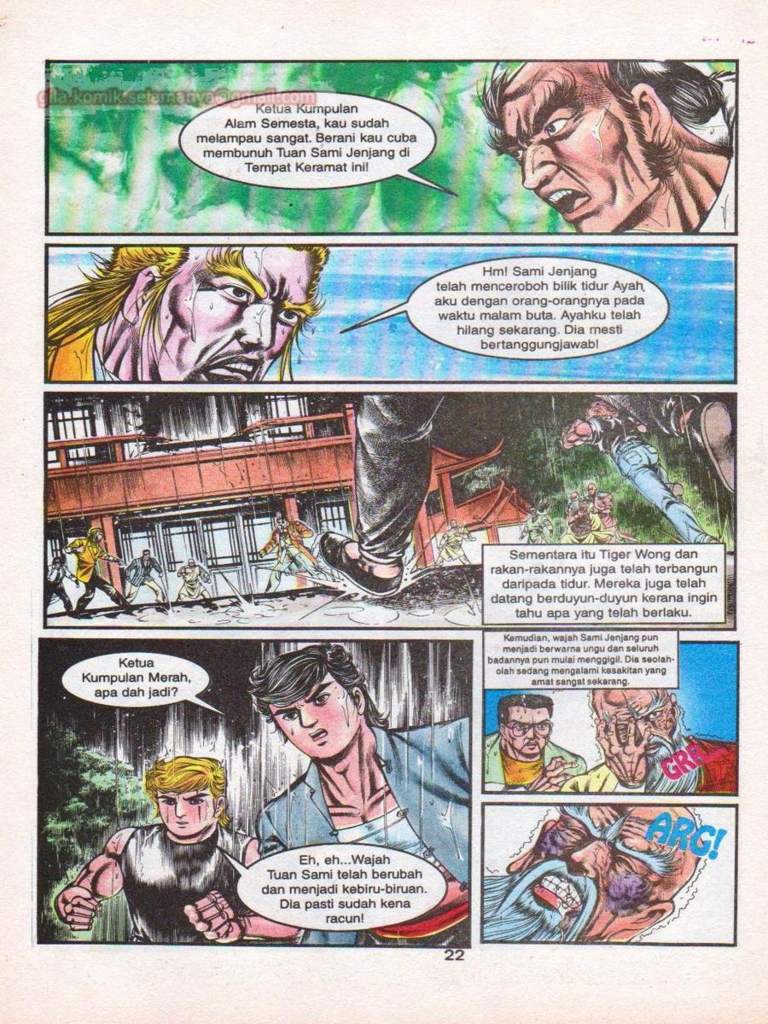 gila.komik.selamanya@gmail.com
Ketua Kumpulan
Alam Semesta, kau sudah
melampau sangat. Berani kau cuba
membunuh Tuan Sami Jenjang di
Tempat Keramat ini!
Hm! Sami Jenjang
telah menceroboh bilik tidur Ayah,
aku dengan orang-orangnya pada
waktu malam buta. Ayahku telah
hilang sekarang. Dia mesti
bertanggungjawab!
Sementara itu Tiger Wong dan
rakan-rakannya juga telah terbangun
daripada tidur. Mereka juga telah
datang berduyun-duyun kerana ingin
tahu apa yang telah berlaku.
Ketua
Kumpulan Merah,
apa dah jadi?
Eh, eh...Wajah
Tuan Sami telah berubah
dan menjadi kebiru-biruan.
Dia pasti sudah kena
racun!
Kemudian, wajah Sami Jenjang pun
menjadi berwarna ungu dan seluruh
badannya pun mulai menggigil. Dia seolah-
olah sedang mengalami kesakitan yang
amat sangat sekarang.
ARG!
22